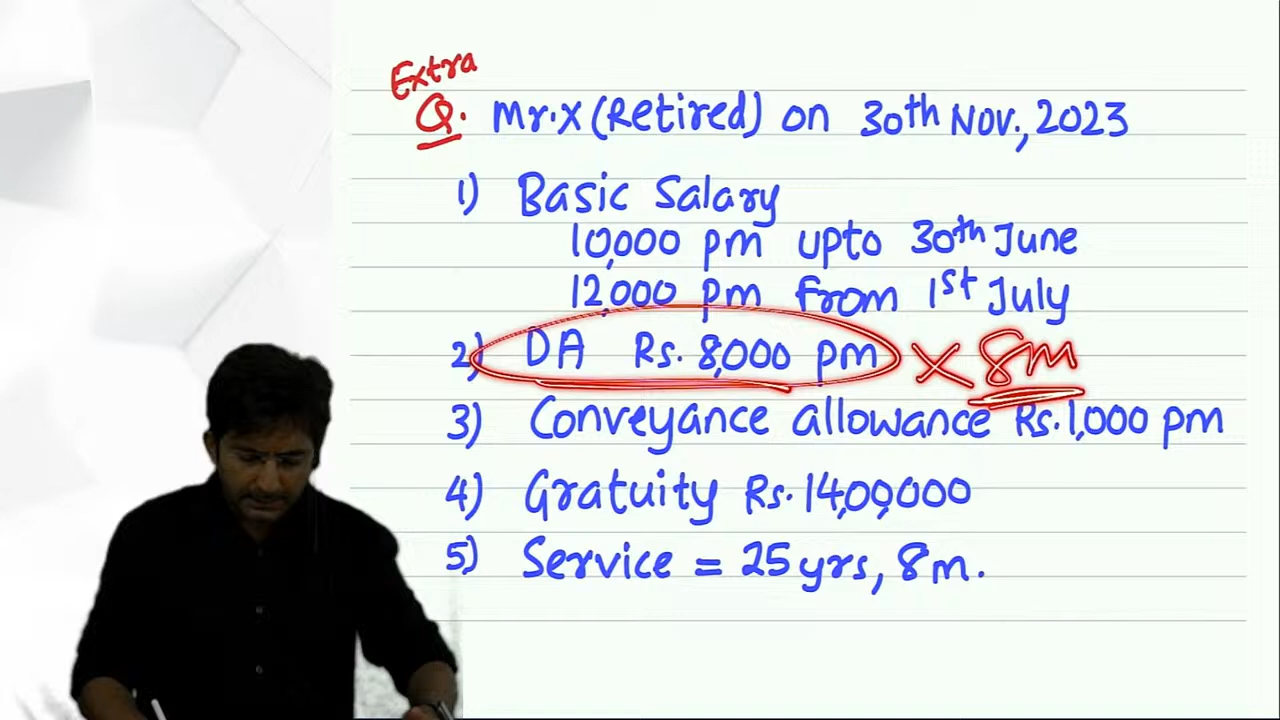 Extra
Q. Mr.X (Retired) on 30th Nov., 2023
1) Basic Salary
10,000 pm upto 30th June
12,000 pm from 1st July
2) DA Rs. 8,000 pm × 8m
3) Conveyance allowance Rs. 1,000 pm
4) Gratuity Rs. 14,00,000
5) Service = 25 yrs, 8 m.